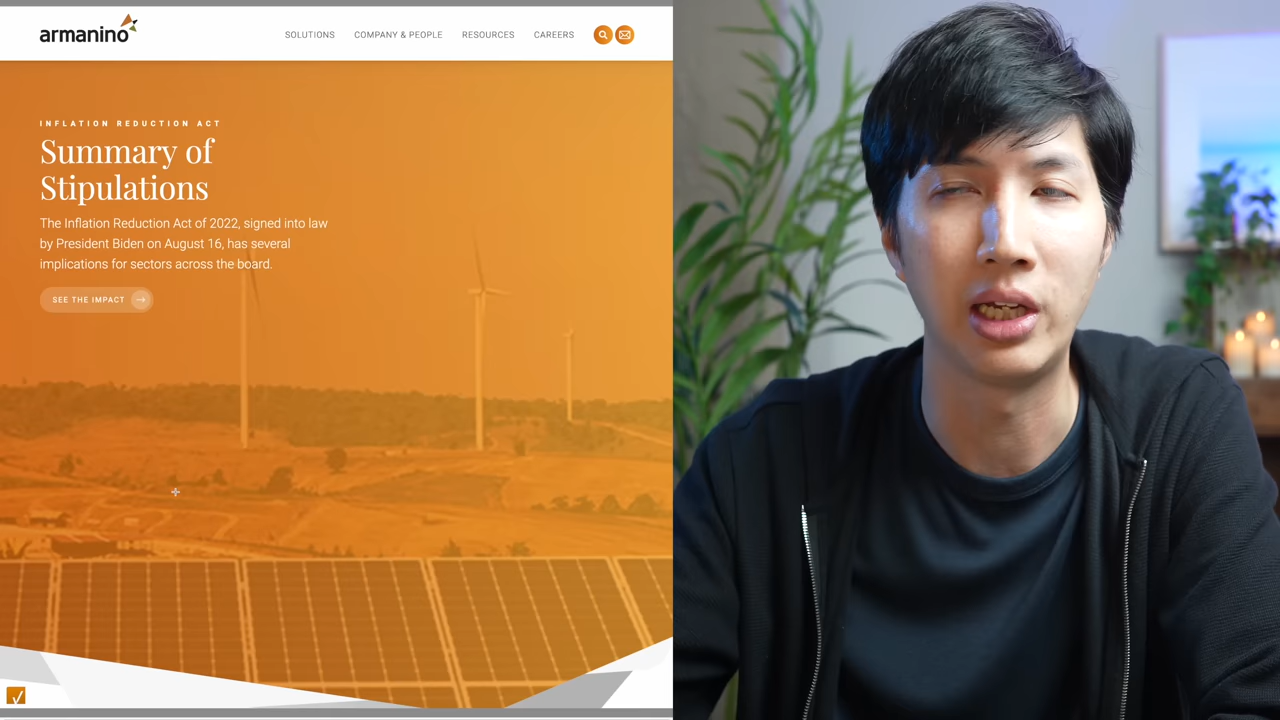 armanino
SOLUTIONS
COMPANY & PEOPLE
RESOURCES
CAREERS
INFLATION REDUCTION ACT
Summary of
Stipulations
The Inflation Reduction Act of 2022, signed into law
by President Biden on August 16, has several
implications for sectors across the board.
SEE THE IMPACT